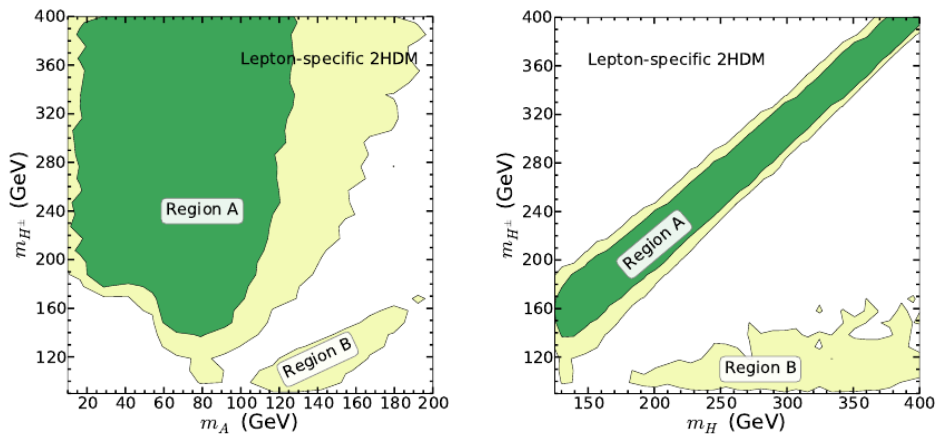 400
360
320
280
240
200
160
120
m_{H^±} (GeV)
Lepton-specific 2HDM
Region A
Region B
20 40 60 80 100 120 140 160 180 200
m_A (GeV)
400
360
320
280
240
200
160
120
m_{H^±} (GeV)
Lepton-specific 2HDM
Region A
Region B
150 200 250 300 350 400
m_H (GeV)